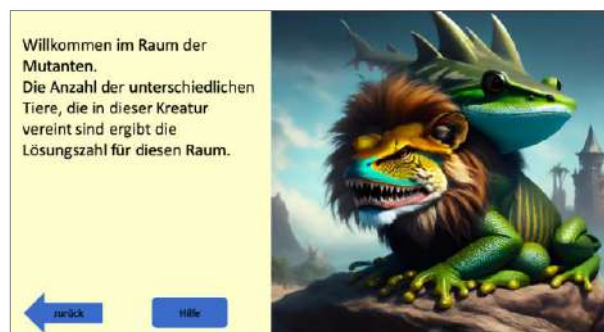 Willkommen im Raum der
Mutanten.
Die Anzahl der unterschiedlichen
Tiere, die in dieser Kreatur
vereint sind ergibt die
Lösungszahl für diesen Raum.
zurück
Hilfe